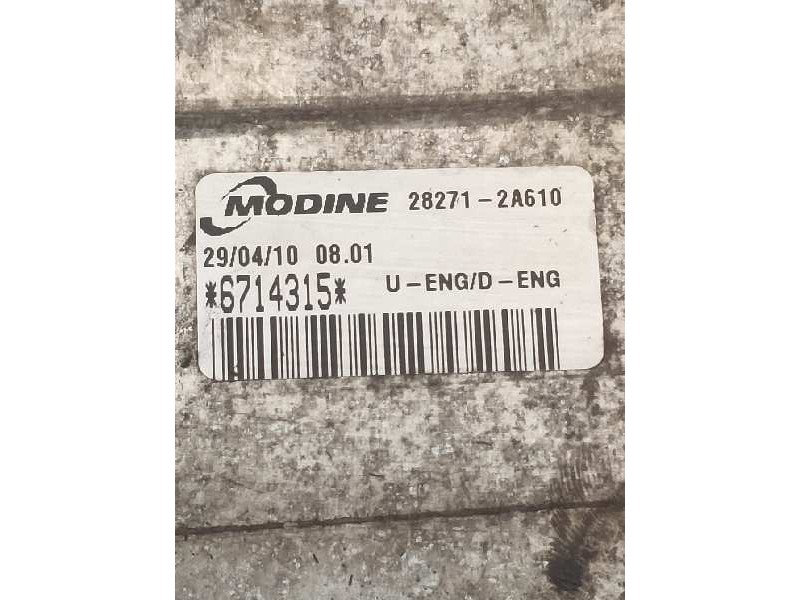 MODINE 28271-2A610
29/04/10 08.01
*6714315* U-ENG/D-ENG